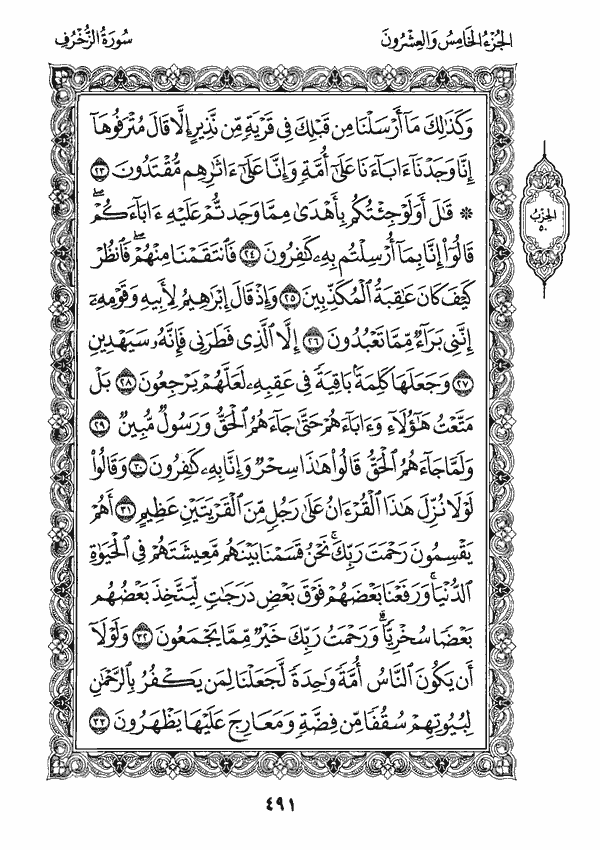 الجُزْءُ الخَامِسُ وَالعِشْرُونَ
سُورَةُ الزُّخْرُفِ
وَكَذَٰلِكَ مَآ أَرْسَلْنَا مِن قَبْلِكَ فِى قَرْيَةٍ مِّن نَّذِيرٍ إِلَّا قَالَ مُتْرَفُوهَآ
إِنَّا وَجَدْنَآ ءَابَآءَنَا عَلَىٰٓ أُمَّةٍ وَإِنَّا عَلَىٰٓ ءَاثَٰرِهِم مُّقْتَدُونَ ٢٣
۞ قَٰلَ أَوَلَوْ جِئْتُكُم بِأَهْدَىٰ مِمَّا وَجَدتُّمْ عَلَيْهِ ءَابَآءَكُمْ ۖ
قَالُوٓا۟ إِنَّا بِمَآ أُرْسِلْتُم بِهِۦ كَٰفِرُونَ ٢٤ فَٱنتَقَمْنَا مِنْهُمْ ۖ فَٱنظُرْ
كَيْفَ كَانَ عَٰقِبَةُ ٱلْمُكَذِّبِينَ ٢٥ وَإِذْ قَالَ إِبْرَٰهِيمُ لِأَبِيهِ وَقَوْمِهِۦٓ
إِنَّنِى بَرَآءٌ مِّمَّا تَعْبُدُونَ ٢٦ إِلَّا ٱلَّذِى فَطَرَنِى فَإِنَّهُۥ سَيَهْدِينِ
٢٧ وَجَعَلَهَا كَلِمَةًۢ بَاقِيَةً فِى عَقِبِهِۦ لَعَلَّهُمْ يَرْجِعُونَ ٢٨ بَلْ
مَتَّعْتُ هَٰٓؤُلَآءِ وَءَابَآءَهُمْ حَتَّىٰ جَآءَهُمُ ٱلْحَقُّ وَرَسُولٌ مُّبِينٌ ٢٩
وَلَمَّا جَآءَهُمُ ٱلْحَقُّ قَالُوا۟ هَٰذَا سِحْرٌ وَإِنَّا بِهِۦ كَٰفِرُونَ ٣٠ وَقَالُوا۟
لَوْلَا نُزِّلَ هَٰذَا ٱلْقُرْءَانُ عَلَىٰ رَجُلٍ مِّنَ ٱلْقَرْيَتَيْنِ عَظِيمٍ ٣١ أَهُمْ
يَقْسِمُونَ رَحْمَتَ رَبِّكَ ۚ نَحْنُ قَسَمْنَا بَيْنَهُم مَّعِيشَتَهُمْ فِى ٱلْحَيَوٰةِ
ٱلدُّنْيَا ۚ وَرَفَعْنَا بَعْضَهُمْ فَوْقَ بَعْضٍ دَرَجَٰتٍ لِّيَتَّخِذَ بَعْضُهُم
بَعْضًا سُخْرِيًّا ۗ وَرَحْمَتُ رَبِّكَ خَيْرٌ مِّمَّا يَجْمَعُونَ ٣٢ وَلَوْلَآ
أَن يَكُونَ ٱلنَّاسُ أُمَّةً وَٰحِدَةً لَّجَعَلْنَا لِمَن يَكْفُرُ بِٱلرَّحْمَٰنِ
لِبُيُوتِهِمْ سُقُفًا مِّن فِضَّةٍ وَمَعَارِجَ عَلَيْهَا يَظْهَرُونَ ٣٣
الحِزْبُ
٥٠
٤٩١